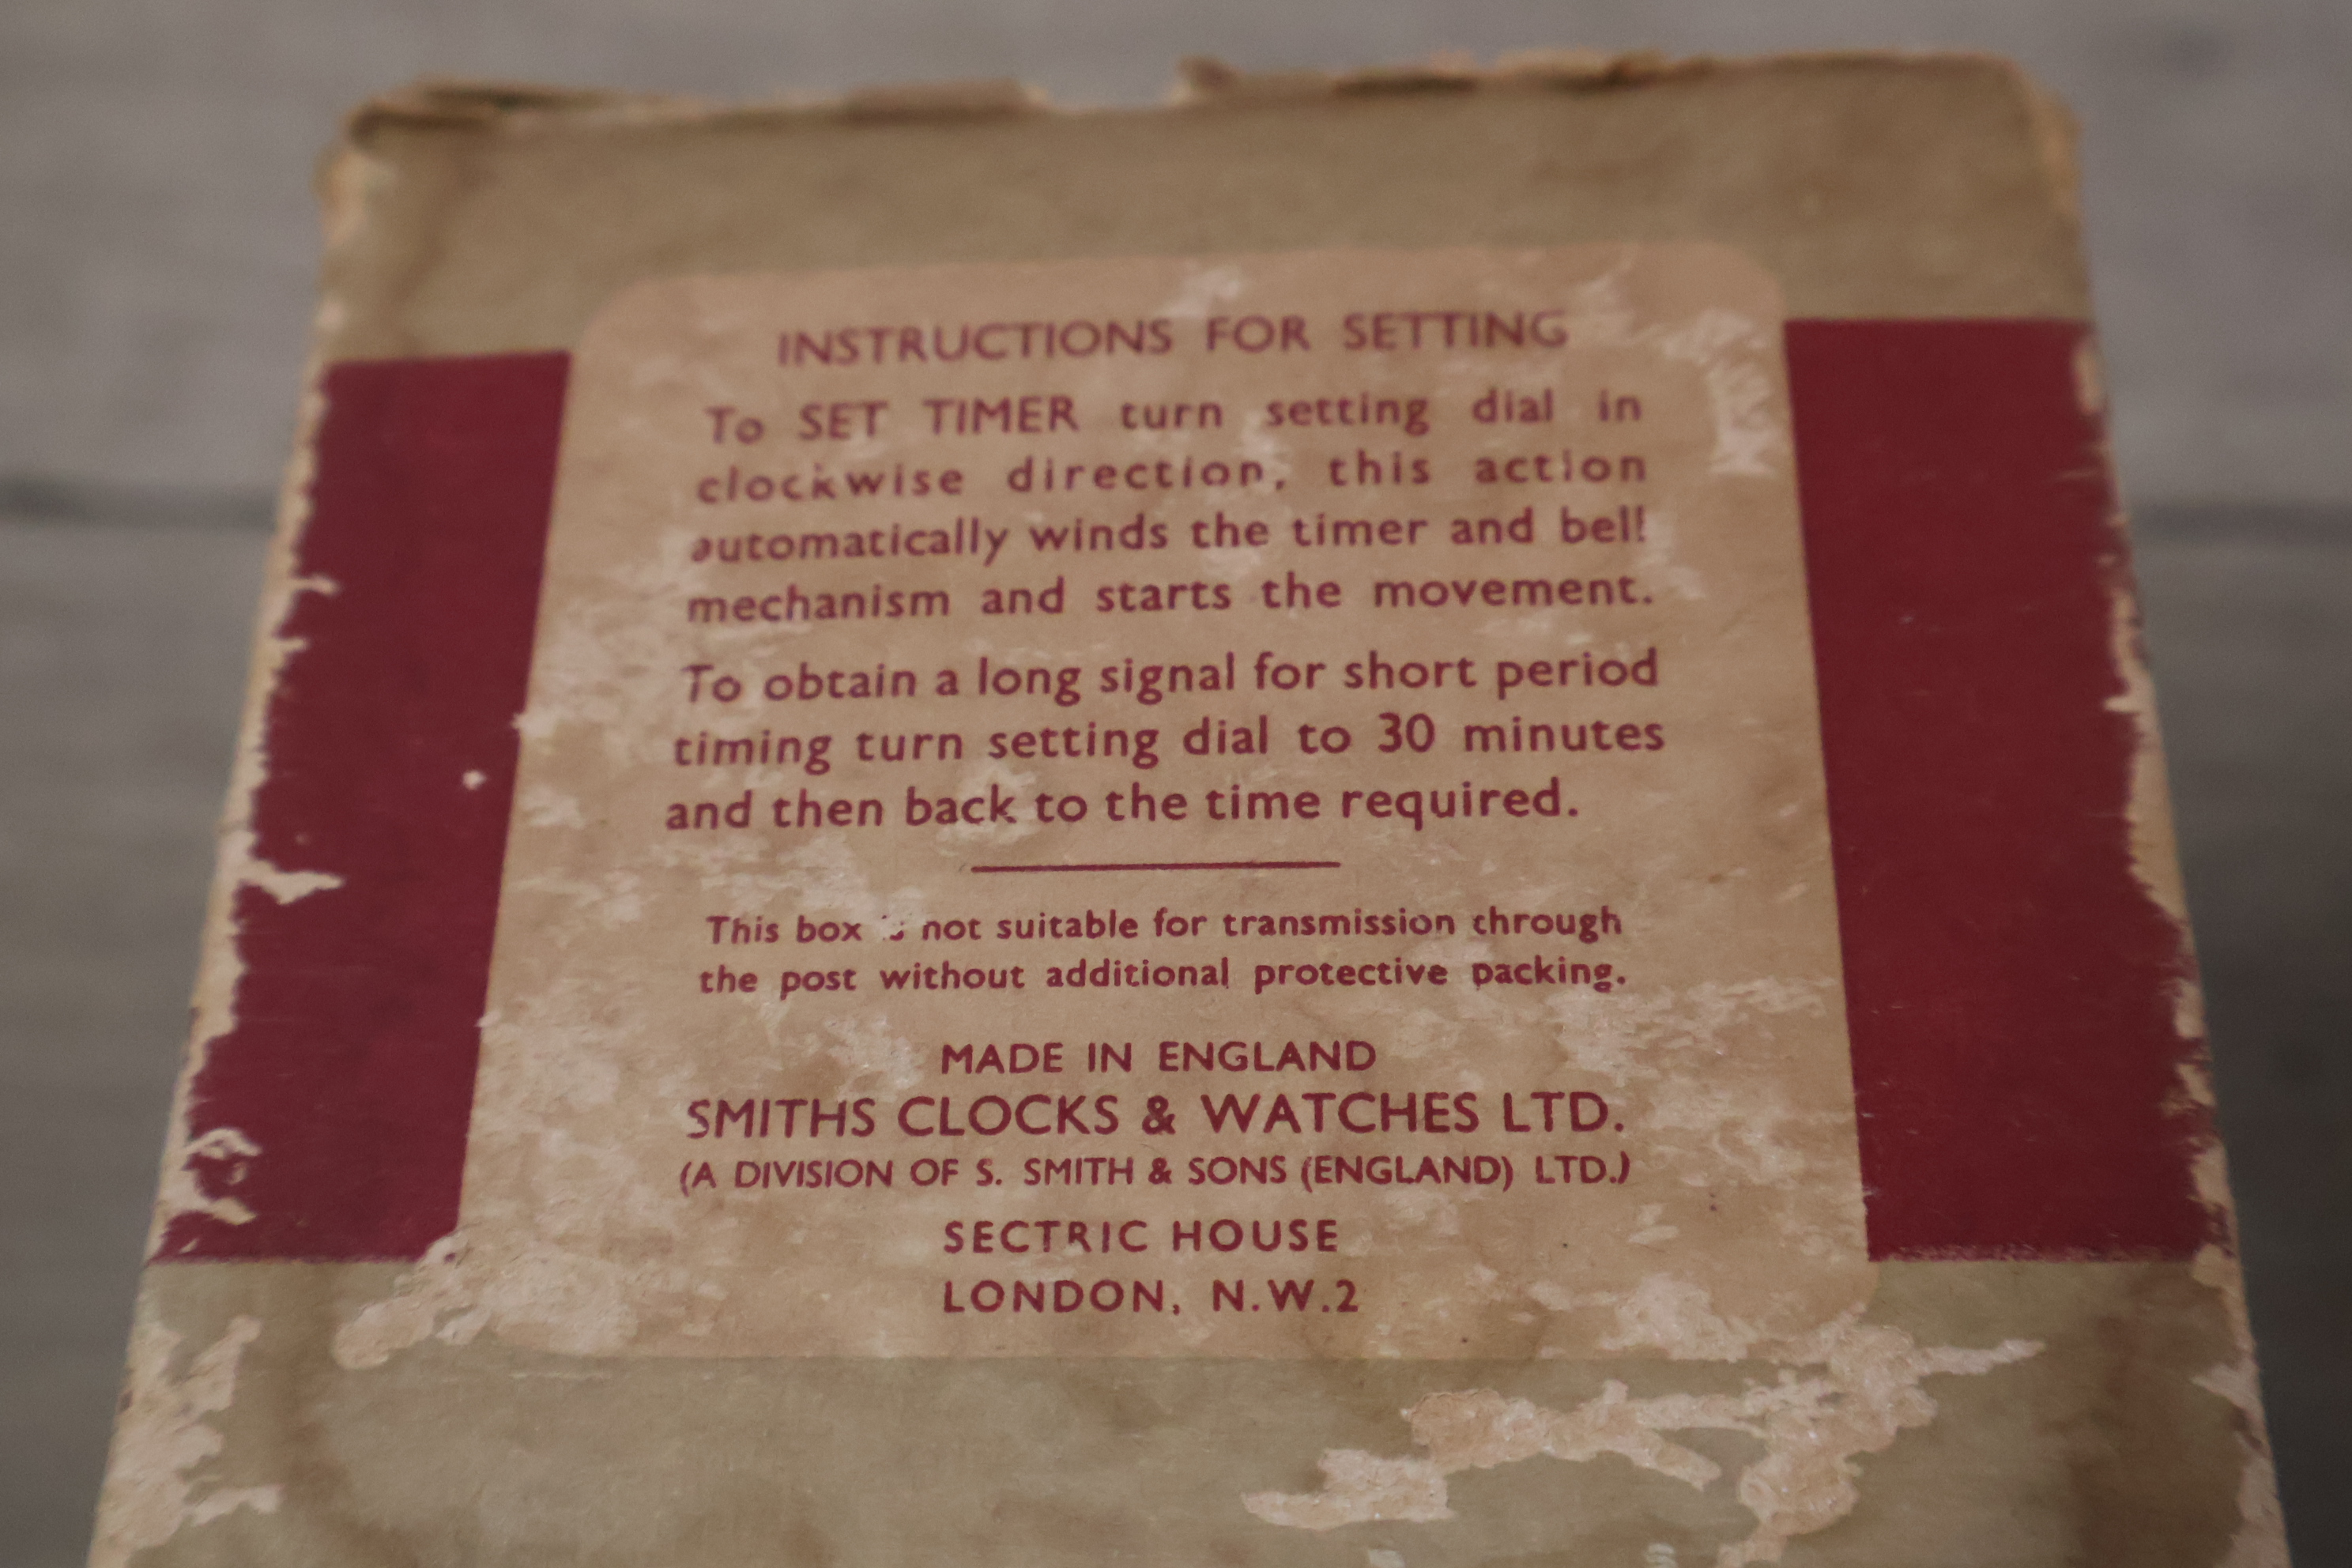 INSTRUCTIONS FOR SETTING
To SET TIMER turn setting dial in
clockwise direction, this action
automatically winds the timer and bell
mechanism and starts the movement.
To obtain a long signal for short period
timing turn setting dial to 30 minutes
and then back to the time required.
This box is not suitable for transmission through
the post without additional protective packing.
MADE IN ENGLAND
SMITHS CLOCKS & WATCHES LTD.
(A DIVISION OF S. SMITH & SONS (ENGLAND) LTD.)
SECTRIC HOUSE
LONDON, N.W.2